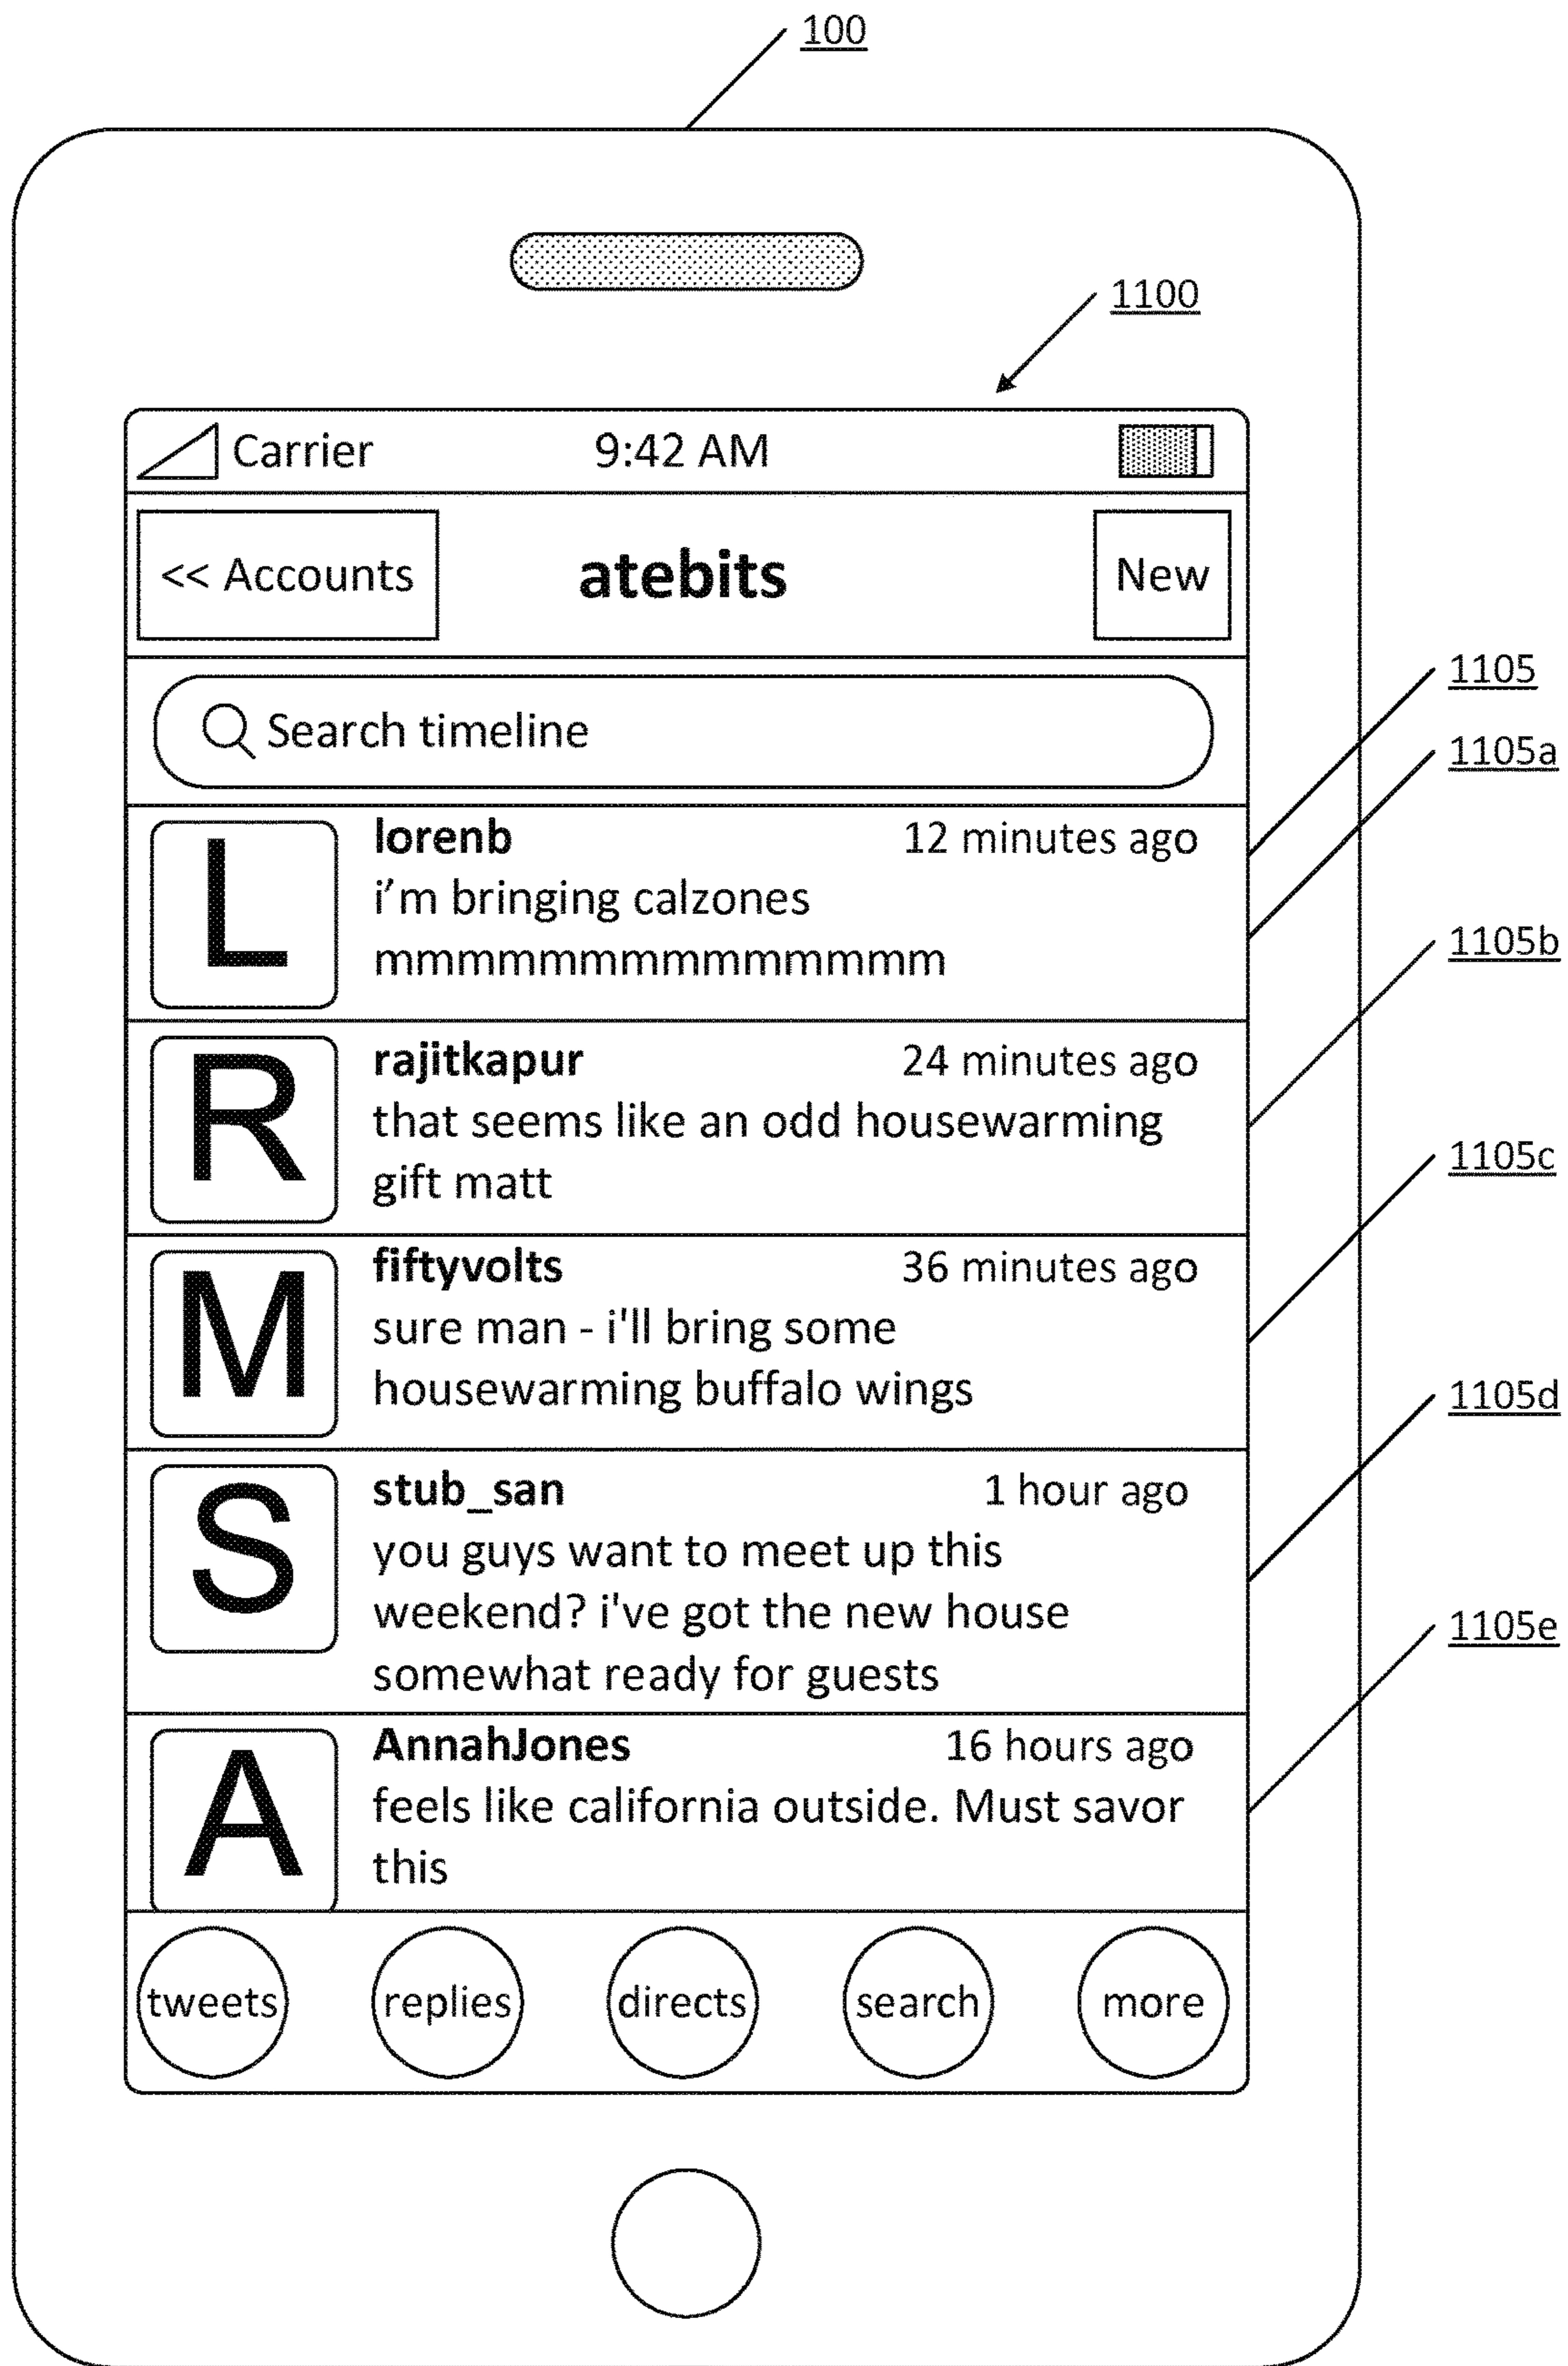 100
1100
Carrier 9:42 AM
<< Accounts atebits New
1105
Search timeline
1105a
L lorenb 12 minutes ago
i'm bringing calzones
mmmmmmmmmmmmmm
1105b
R rajitkapur 24 minutes ago
that seems like an odd housewarming
gift matt
1105c
M fiftyvolts 36 minutes ago
sure man - i'll bring some
housewarming buffalo wings
1105d
S stub_san 1 hour ago
you guys want to meet up this
weekend? i've got the new house
somewhat ready for guests
1105e
A AnnahJones 16 hours ago
feels like california outside. Must savor
this
tweets replies directs search more